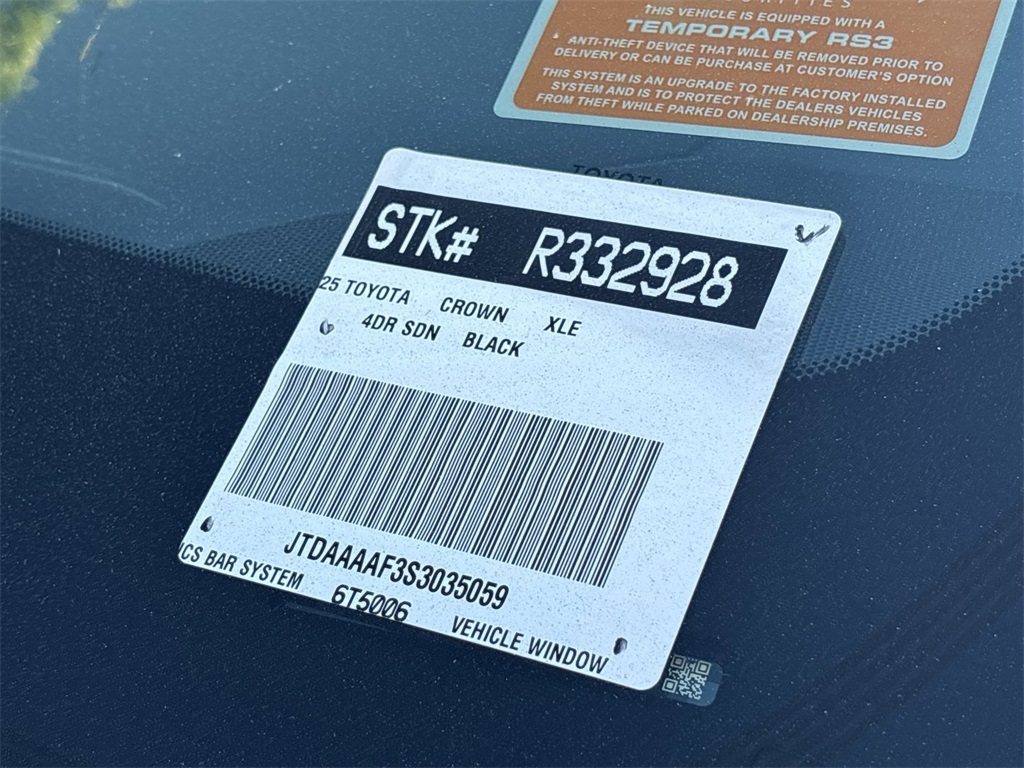 THIS VEHICLE IS EQUIPPED WITH A
TEMPORARY RS3
ANTI-THEFT DEVICE THAT WILL BE REMOVED PRIOR TO
DELIVERY OR CAN BE PURCHASE AT CUSTOMER'S OPTION
THIS SYSTEM IS AN UPGRADE TO THE FACTORY INSTALLED
SYSTEM AND IS TO PROTECT THE DEALERS VEHICLES
FROM THEFT WHILE PARKED ON DEALERSHIP PREMISES.
TOYOTA
STK# R332928
25 TOYOTA CROWN XLE
4DR SDN BLACK
JTDAAAAF3S3035059
ICS BAR SYSTEM 6T5006 VEHICLE WINDOW